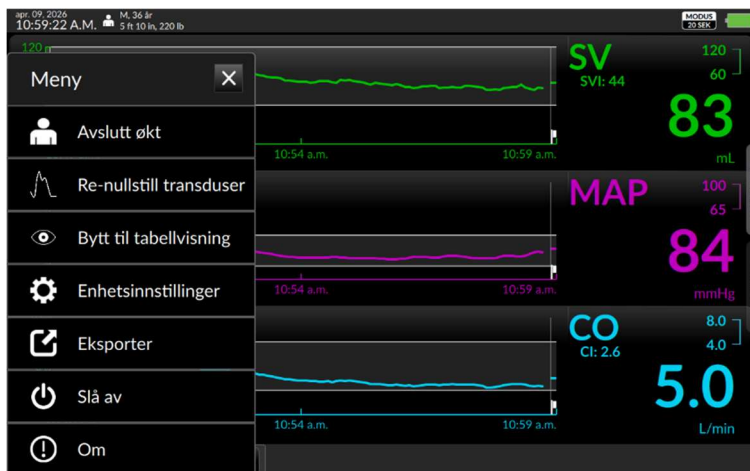 apr. 09, 2026
10:59:22 A.M.
M, 36 år
5 ft 10 in, 220 lb
MODUS
20 SEK
120
Meny
Avslutt økt
Re-nullstill transduser
Bytt til tabellvisning
Enhetsinnstillinger
Eksporter
Slå av
Om
10:54 a.m.
10:59 a.m.
SV
SVI: 44
120
60
83
mL
10:54 a.m.
10:59 a.m.
MAP
100
65
84
mmHg
10:54 a.m.
10:59 a.m.
CO
CI: 2.6
8.0
4.0
5.0
L/min